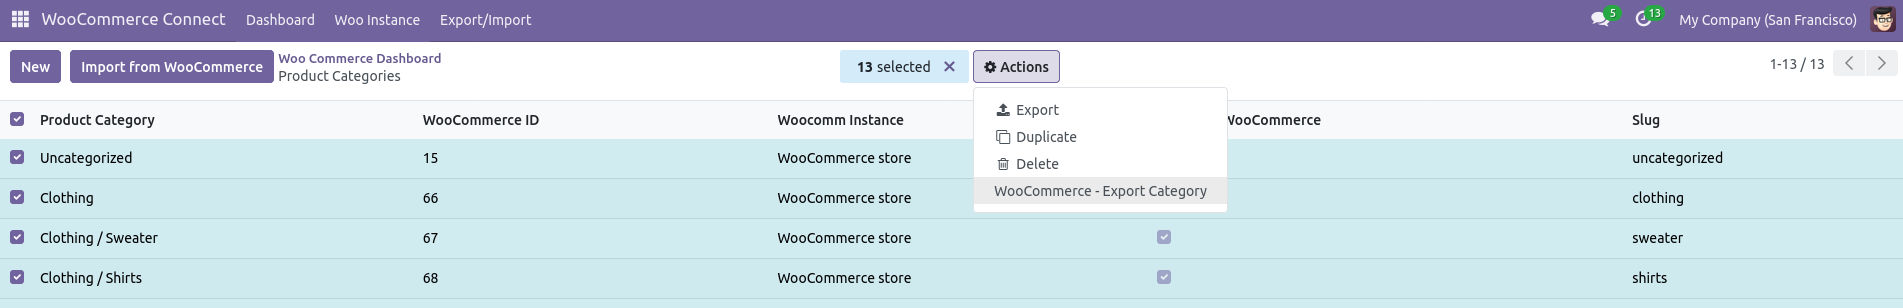 WooCommerce Connect Dashboard Woo Instance Export/Import 5 13 My Company (San Francisco)
New Import from WooCommerce Woo Commerce Dashboard 13 selected Actions 1-13 / 13
Product Categories
Export
Product Category WooCommerce ID Woocomm Instance WooCommerce Slug
Duplicate
Uncategorized 15 WooCommerce store uncategorized
Delete
WooCommerce - Export Category
Clothing 66 WooCommerce store clothing
Clothing / Sweater 67 WooCommerce store sweater
Clothing / Shirts 68 WooCommerce store shirts